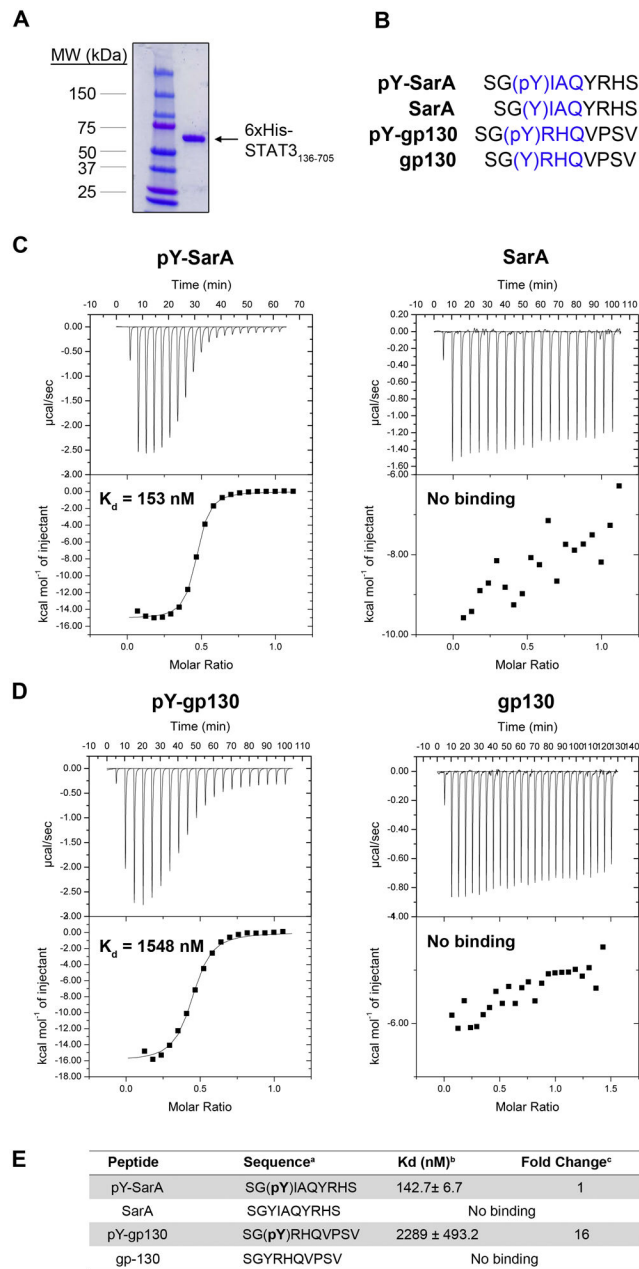 A
MW (kDa)
150
75
50
37
25
6xHis-
STAT3136-705
B
pY-SarA SG(pY)IAQYRHS
SarA SG(Y)IAQYRHS
pY-gp130 SG(pY)RHQVPSV
gp130 SG(Y)RHQVPSV
C
pY-SarA
Time (min)
-10 0 10 20 30 40 50 60 70
0.00
-0.50
-1.00
-1.50
-2.00
-2.50
µcal/sec
0.00
-2.00
-4.00
-6.00
-8.00
-10.00
-12.00
-14.00
-16.00
kcal mol-1 of injectant
Kd = 153 nM
0.0 0.5 1.0
Molar Ratio
SarA
Time (min)
-10 0 10 20 30 40 50 60 70 80 90 100 110
0.20
0.00
-0.20
-0.40
-0.60
-0.80
-1.00
-1.20
-1.40
-1.60
µcal/sec
-6.00
-8.00
-10.00
kcal mol-1 of injectant
No binding
0.0 0.5 1.0
Molar Ratio
D
pY-gp130
Time (min)
-10 0 10 20 30 40 50 60 70 80 90 100 110
0.00
-0.50
-1.00
-1.50
-2.00
-2.50
µcal/sec
0.00
-2.00
-4.00
-6.00
-8.00
-10.00
-12.00
-14.00
-16.00
-18.00
kcal mol-1 of injectant
Kd = 1548 nM
0.0 0.5 1.0
Molar Ratio
gp130
Time (min)
-10 0 10 20 30 40 50 60 70 80 90 100 110 120 130 140
0.00
-0.20
-0.40
-0.60
-0.80
µcal/sec
-4.00
-6.00
kcal mol-1 of injectant
No binding
0.0 0.5 1.0 1.5
Molar Ratio
E
Peptide Sequencea Kd (nM)b Fold Changec
pY-SarA SG(pY)IAQYRHS 142.7± 6.7 1
SarA SGYIAQYRHS No binding
pY-gp130 SG(pY)RHQVPSV 2289 ± 493.2 16
gp-130 SGYRHQVPSV No binding